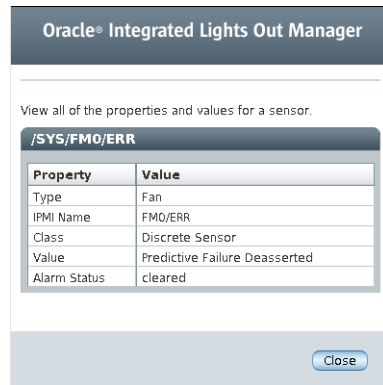 Oracle® Integrated Lights Out Manager
View all of the properties and values for a sensor.
/SYS/FM0/ERR
Property Value
Type Fan
IPMI Name FM0/ERR
Class Discrete Sensor
Value Predictive Failure Deasserted
Alarm Status cleared
Close